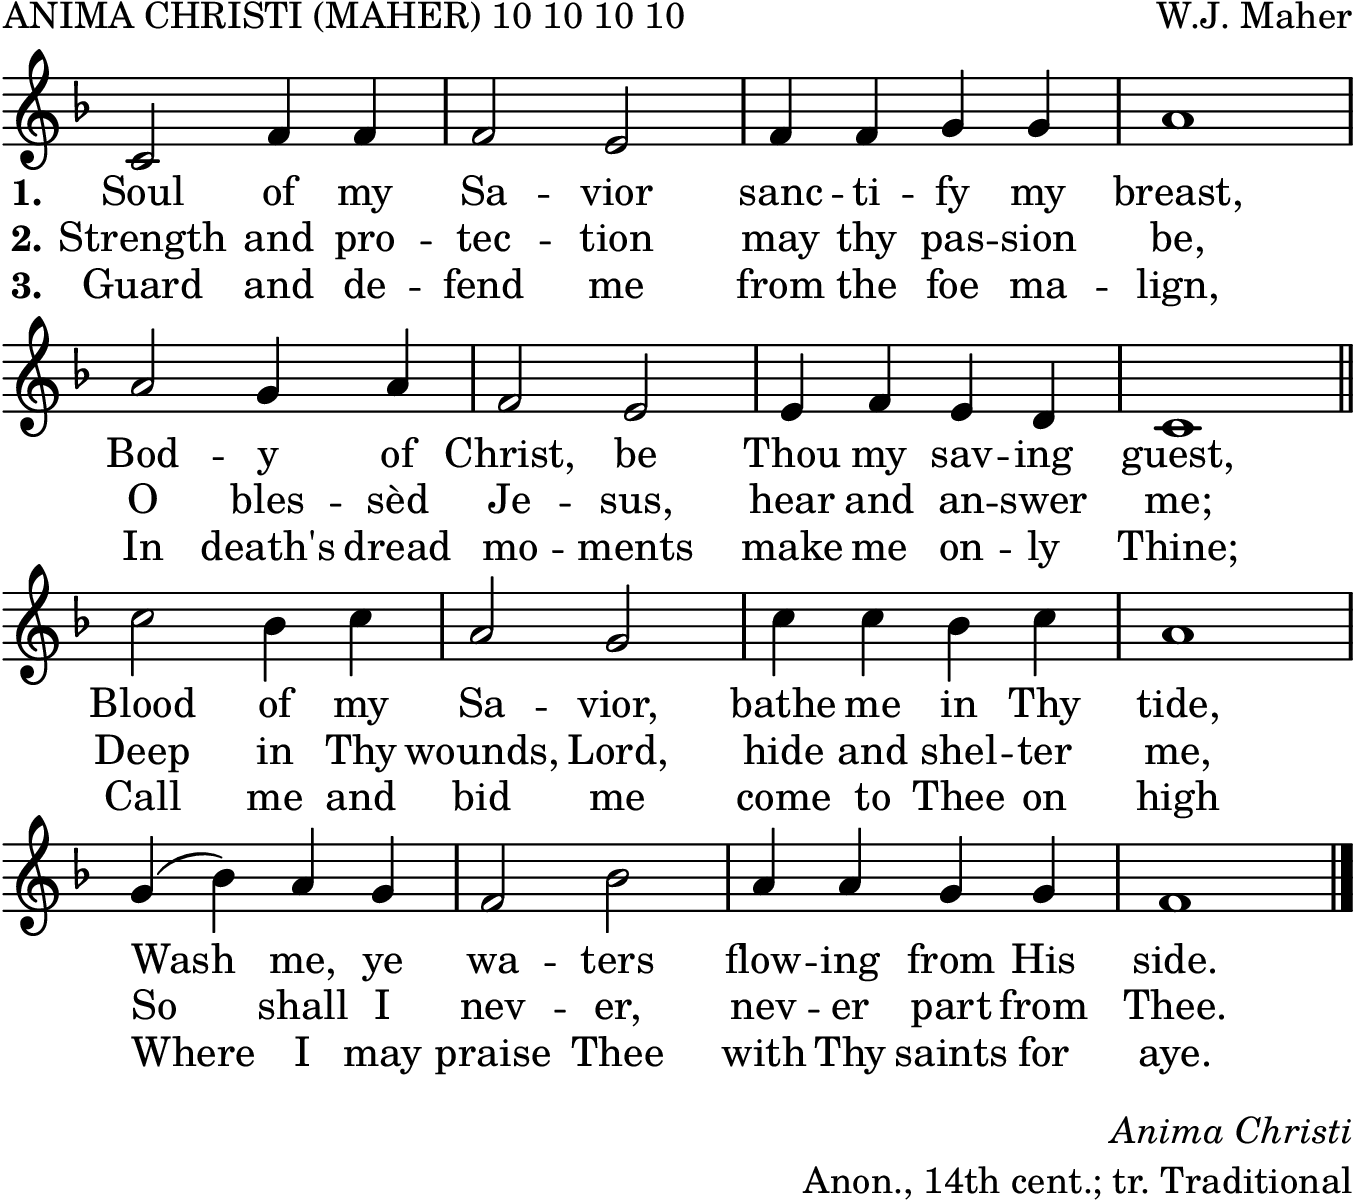 ANIMA CHRISTI (MAHER) 10 10 10 10 W.J. Maher
1. Soul of my Sa - vior sanc - ti - fy my breast,
2. Strength and pro - tec - tion may thy pas - sion be,
3. Guard and de - fend me from the foe ma - lign,
Bod - y of Christ, be Thou my sav - ing guest,
O bles - sèd Je - sus, hear and an - swer me;
In death's dread mo - ments make me on - ly Thine;
Blood of my Sa - vior, bathe me in Thy tide,
Deep in Thy wounds, Lord, hide and shel - ter me,
Call me and bid me come to Thee on high
Wash me, ye wa - ters flow - ing from His side.
So shall I nev - er, nev - er part from Thee.
Where I may praise Thee with Thy saints for aye.
Anima Christi
Anon., 14th cent.; tr. Traditional